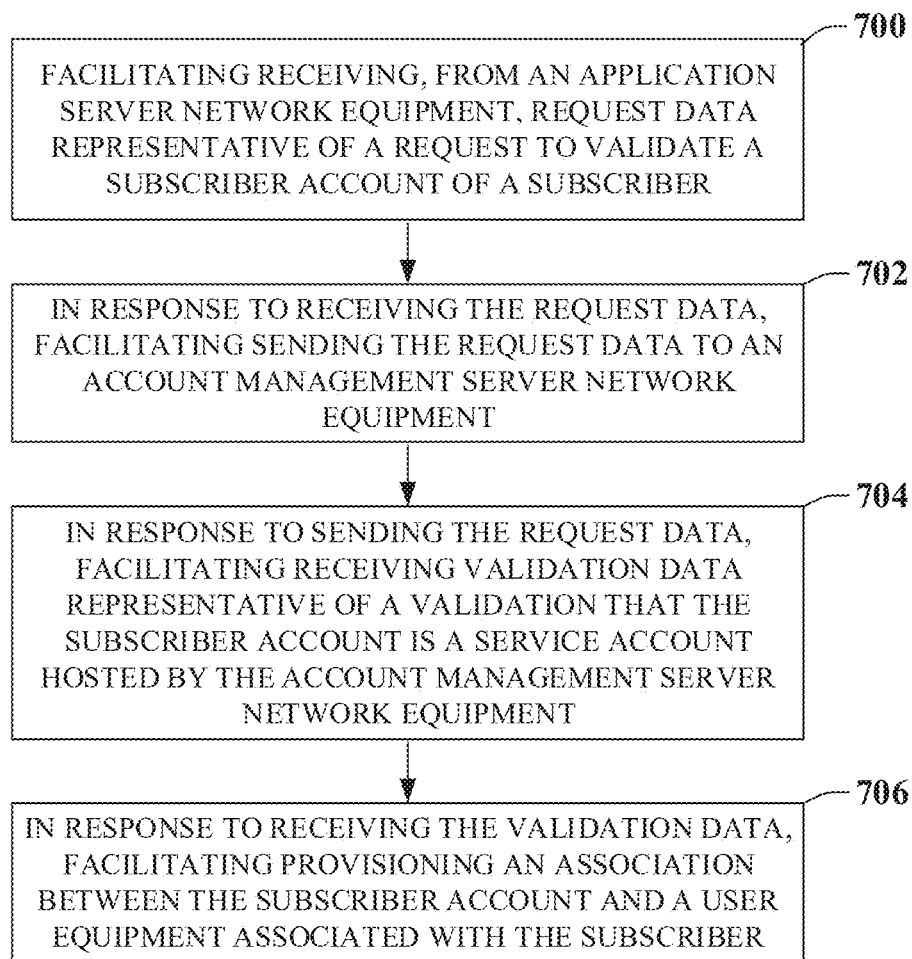 700
FACILITATING RECEIVING, FROM AN APPLICATION
SERVER NETWORK EQUIPMENT, REQUEST DATA
REPRESENTATIVE OF A REQUEST TO VALIDATE A
SUBSCRIBER ACCOUNT OF A SUBSCRIBER
702
IN RESPONSE TO RECEIVING THE REQUEST DATA,
FACILITATING SENDING THE REQUEST DATA TO AN
ACCOUNT MANAGEMENT SERVER NETWORK
EQUIPMENT
704
IN RESPONSE TO SENDING THE REQUEST DATA,
FACILITATING RECEIVING VALIDATION DATA
REPRESENTATIVE OF A VALIDATION THAT THE
SUBSCRIBER ACCOUNT IS A SERVICE ACCOUNT
HOSTED BY THE ACCOUNT MANAGEMENT SERVER
NETWORK EQUIPMENT
706
IN RESPONSE TO RECEIVING THE VALIDATION DATA,
FACILITATING PROVISIONING AN ASSOCIATION
BETWEEN THE SUBSCRIBER ACCOUNT AND A USER
EQUIPMENT ASSOCIATED WITH THE SUBSCRIBER